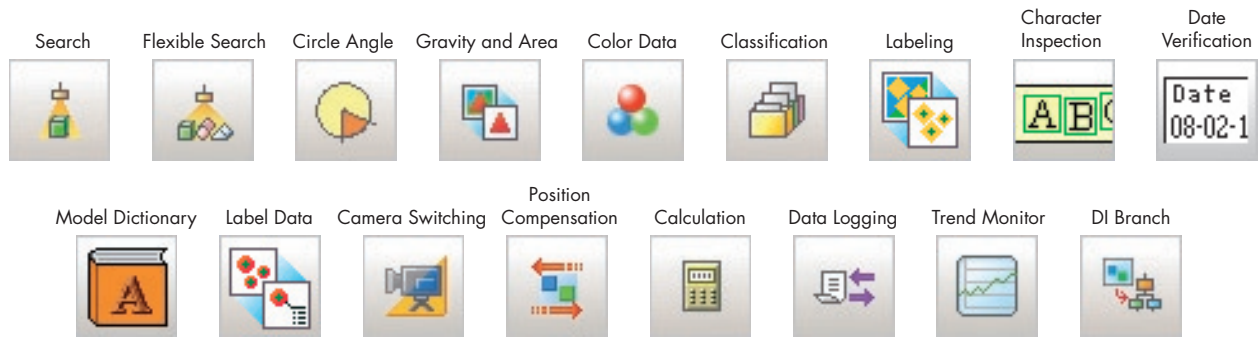 Search
Flexible Search
Circle Angle
Gravity and Area
Color Data
Classification
Labeling
Character
Inspection
Date
Verification
ABC
Date
08-02-1
Model Dictionary
Label Data
Camera Switching
Position
Compensation
Calculation
Data Logging
Trend Monitor
DI Branch
A